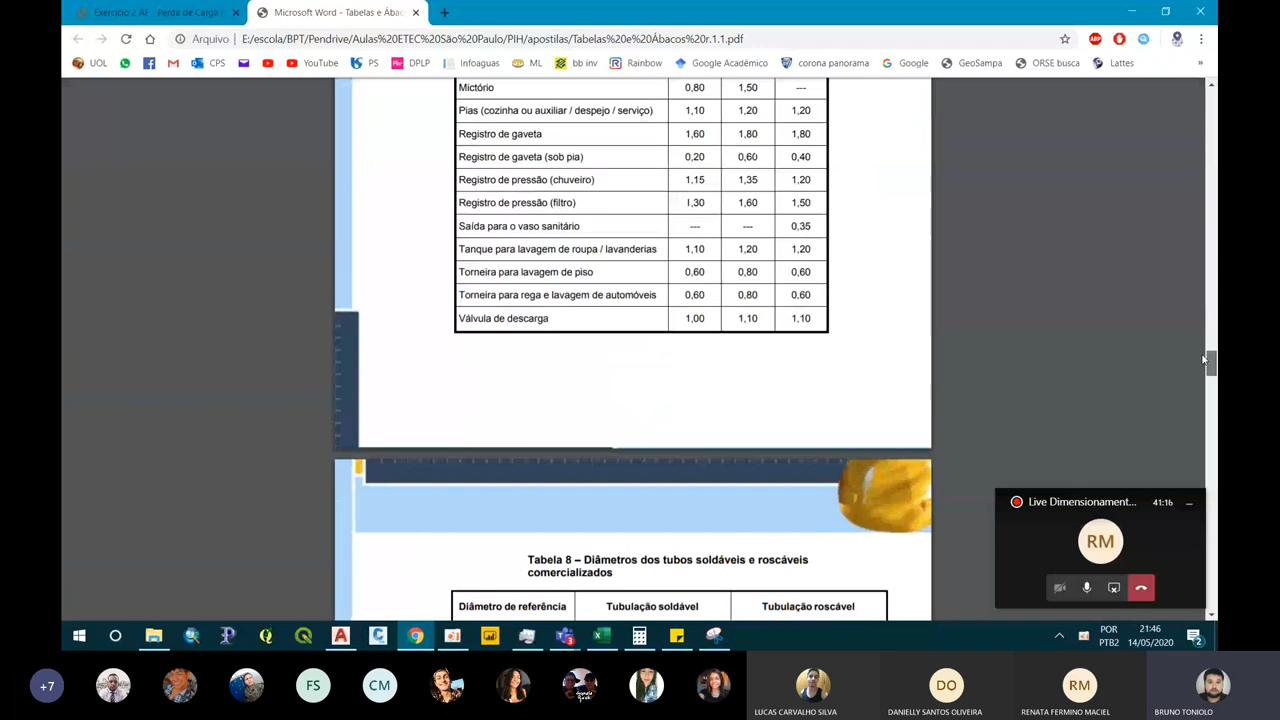 Exercicio 2 AF - Perda de Carga
Microsoft Word - Tabelas e Ábac
Arquivo
E:/escola/BPT/Pendrive/Aulas%20ETEC%20São%20Paulo/PIH/apostilas/Tabelas%20e%20Ábacos%20r.1.1.pdf
UOL
CPS
YouTube
PS
DPLP
Infoaguas
ML
bb inv
Rainbow
Google Acadêmico
corona panorama
Google
GeoSampa
ORSE busca
Lattes
»
Mictório 0,80 1,50 ---
Pias (cozinha ou auxiliar / despejo / serviço) 1,10 1,20 1,20
Registro de gaveta 1,60 1,80 1,80
Registro de gaveta (sob pia) 0,20 0,60 0,40
Registro de pressão (chuveiro) 1,15 1,35 1,20
Registro de pressão (filtro) 1,30 1,60 1,50
Saída para o vaso sanitário --- --- 0,35
Tanque para lavagem de roupa / lavanderias 1,10 1,20 1,20
Torneira para lavagem de piso 0,60 0,80 0,60
Torneira para rega e lavagem de automóveis 0,60 0,80 0,60
Válvula de descarga 1,00 1,10 1,10
Tabela 8 – Diâmetros dos tubos soldáveis e roscáveis
comercializados
Diâmetro de referência Tubulação soldável Tubulação roscável
Live Dimensionament... 41:16
RM
POR
PTB2
21:46
14/05/2020
2
+7
FS
CM
LUCAS CARVALHO SILVA
DO
DANIELLY SANTOS OLIVEIRA
RM
RENATA FERMINO MACIEL
BRUNO TONIOLO